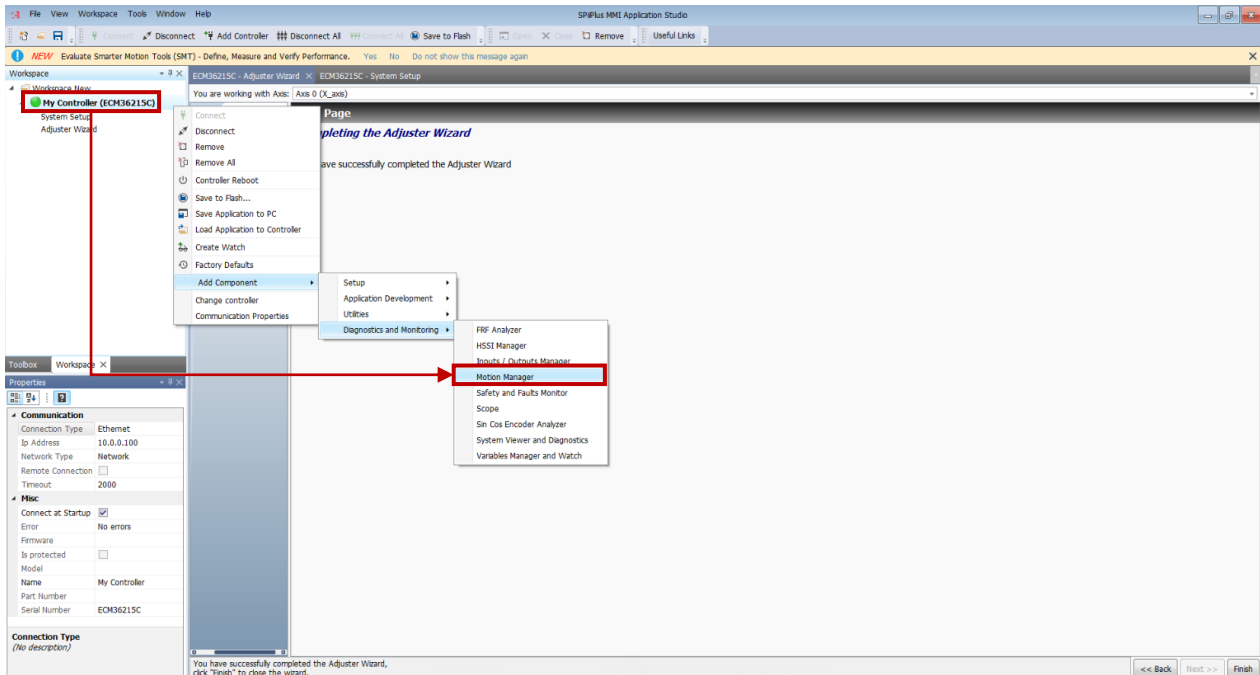 File View Workspace Tools Window Help
SPiiPlus MMI Application Studio
Connect Disconnect Add Controller Disconnect All Connect All Save to Flash Open Close Remove Useful Links
NEW Evaluate Smarter Motion Tools (SMT) - Define, Measure and Verify Performance. Yes No Do not show this message again
Workspace
ECM36215C - Adjuster Wizard ECM36215C - System Setup
Workspace New
You are working with Axis: Axis 0 (X_axis)
My Controller (ECM36215C)
System Setup
Adjuster Wizard
Page
pleting the Adjuster Wizard
ave successfully completed the Adjuster Wizard
Connect
Disconnect
Remove
Remove All
Controller Reboot
Save to Flash...
Save Application to PC
Load Application to Controller
Create Watch
Factory Defaults
Add Component
Change controller
Communication Properties
Setup
Application Development
Utilities
Diagnostics and Monitoring
FRF Analyzer
HSSI Manager
Inputs / Outputs Manager
Motion Manager
Safety and Faults Monitor
Scope
Sin Cos Encoder Analyzer
System Viewer and Diagnostics
Variables Manager and Watch
Toolbox Workspace
Properties
Communication
Connection Type Ethernet
Ip Address 10.0.0.100
Network Type Network
Remote Connection
Timeout 2000
Misc
Connect at Startup
Error No errors
Firmware
Is protected
Model
Name My Controller
Part Number
Serial Number ECM36215C
Connection Type
(No description)
You have successfully completed the Adjuster Wizard,
click "Finish" to close the wizard.
<< Back Next >> Finish